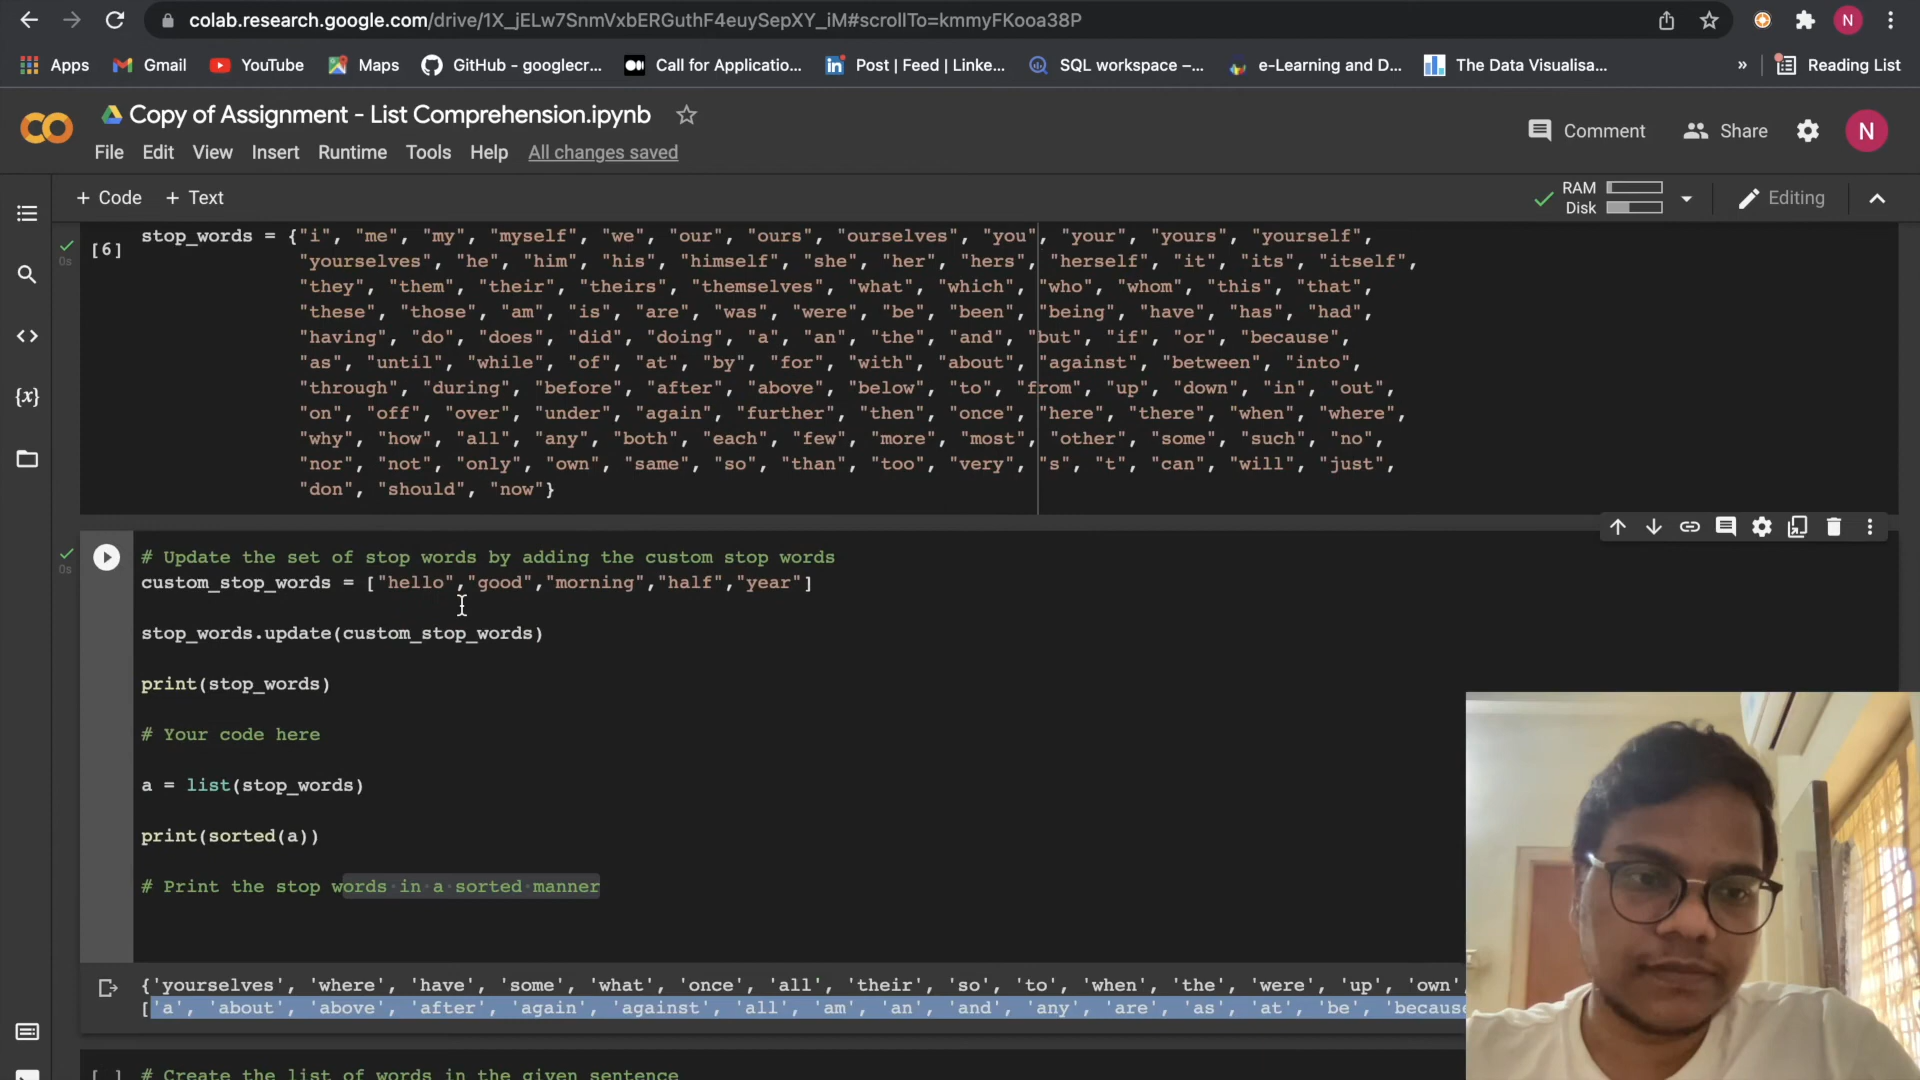 colab.research.google.com/drive/1X_jELw7SnmVxbERGuthF4euySepXY_iM#scrollTo=kmmyFKooa38P
N
Apps Gmail YouTube Maps GitHub - googlecr... Call for Applicatio... Post | Feed | Linke... SQL workspace –... e-Learning and D... The Data Visualisa... » Reading List
Copy of Assignment - List Comprehension.ipynb
Comment Share N
File Edit View Insert Runtime Tools Help All changes saved
+ Code + Text
RAM
Disk
Editing
[6]
0s
stop_words = {"i", "me", "my", "myself", "we", "our", "ours", "ourselves", "you", "your", "yours", "yourself",
"yourselves", "he", "him", "his", "himself", "she", "her", "hers", "herself", "it", "its", "itself",
"they", "them", "their", "theirs", "themselves", "what", "which", "who", "whom", "this", "that",
"these", "those", "am", "is", "are", "was", "were", "be", "been", "being", "have", "has", "had",
"having", "do", "does", "did", "doing", "a", "an", "the", "and", "but", "if", "or", "because",
"as", "until", "while", "of", "at", "by", "for", "with", "about", "against", "between", "into",
"through", "during", "before", "after", "above", "below", "to", "from", "up", "down", "in", "out",
"on", "off", "over", "under", "again", "further", "then", "once", "here", "there", "when", "where",
"why", "how", "all", "any", "both", "each", "few", "more", "most", "other", "some", "such", "no",
"nor", "not", "only", "own", "same", "so", "than", "too", "very", "s", "t", "can", "will", "just",
"don", "should", "now"}
0s
# Update the set of stop words by adding the custom stop words
custom_stop_words = ["hello","good","morning","half","year"]
stop_words.update(custom_stop_words)
print(stop_words)
# Your code here
a = list(stop_words)
print(sorted(a))
# Print the stop words in a sorted manner
{'yourselves', 'where', 'have', 'some', 'what', 'once', 'all', 'their', 'so', 'to', 'when', 'the', 'were', 'up', 'own',
['a', 'about', 'above', 'after', 'again', 'against', 'all', 'am', 'an', 'and', 'any', 'are', 'as', 'at', 'be', 'because
[ ] # Create the list of words in the given sentence